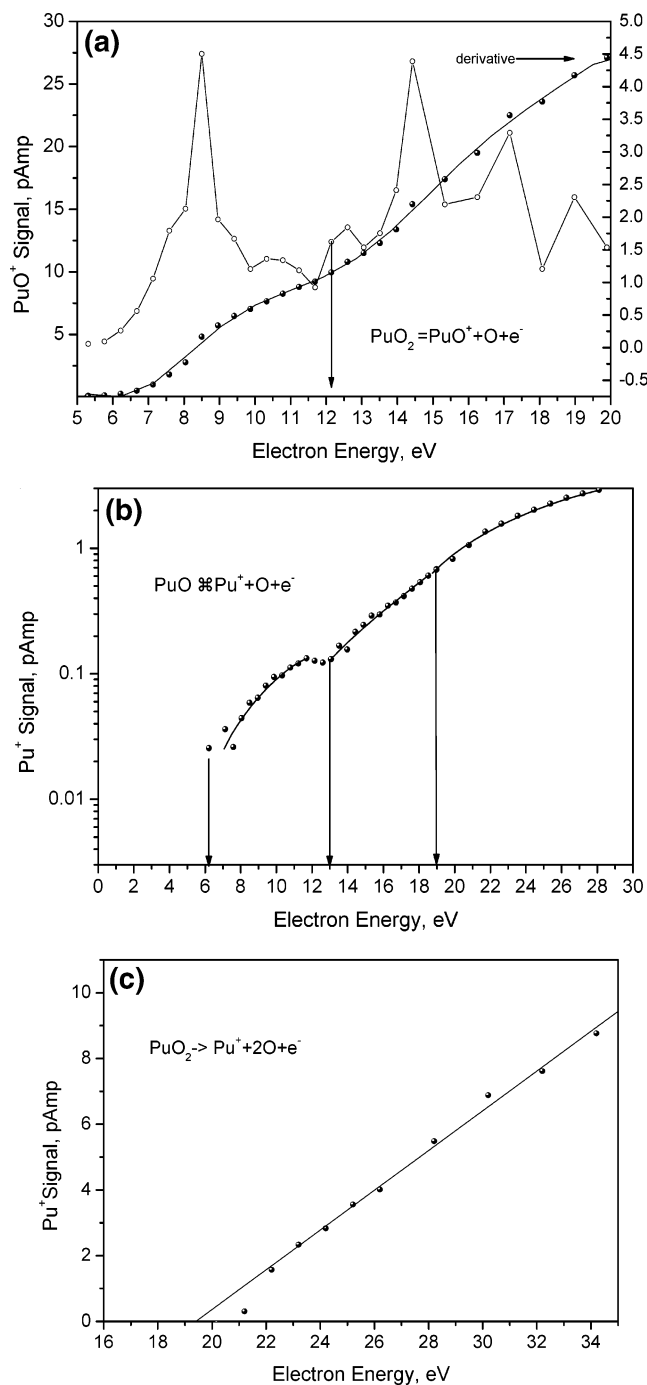 (a)
30
25
20
15
10
5
5.0
4.5
4.0
3.5
3.0
2.5
2.0
1.5
1.0
0.5
0.0
-0.5
derivative
PuO₂=PuO⁺+O+e⁻
PuO⁺ Signal, pAmp
5 6 7 8 9 10 11 12 13 14 15 16 17 18 19 20
Electron Energy, eV
(b)
1
0.1
0.01
PuO ⌘Pu⁺+O+e⁻
Pu⁺ Signal, pAmp
0 2 4 6 8 10 12 14 16 18 20 22 24 26 28 30
Electron Energy, eV
(c)
10
8
6
4
2
0
PuO₂-> Pu⁺+2O+e⁻
Pu⁺Signal, pAmp
16 18 20 22 24 26 28 30 32 34
Electron Energy, eV